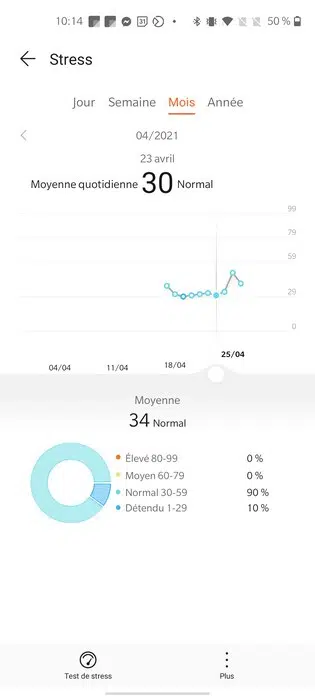 10:14 31 50 %
Stress
Jour Semaine Mois Année
04/2021
23 avril
Moyenne quotidienne 30 Normal
99
79
59
29
0
04/04 11/04 18/04 25/04
Moyenne
34 Normal
Élevé 80-99 0 %
Moyen 60-79 0 %
Normal 30-59 90 %
Détendu 1-29 10 %
Test de stress Plus